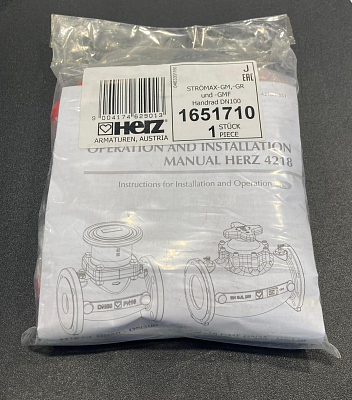 J
EAC
STRÖMAX-GM,-GR
und -GMF
Handrad DN100
1651710
1 STÜCK
PIECE
9 004174 625013
HERZ
ARMATUREN, AUSTRIA
OPERATION AND INSTALLATION
MANUAL HERZ 4218
Instructions for Installation and Operation